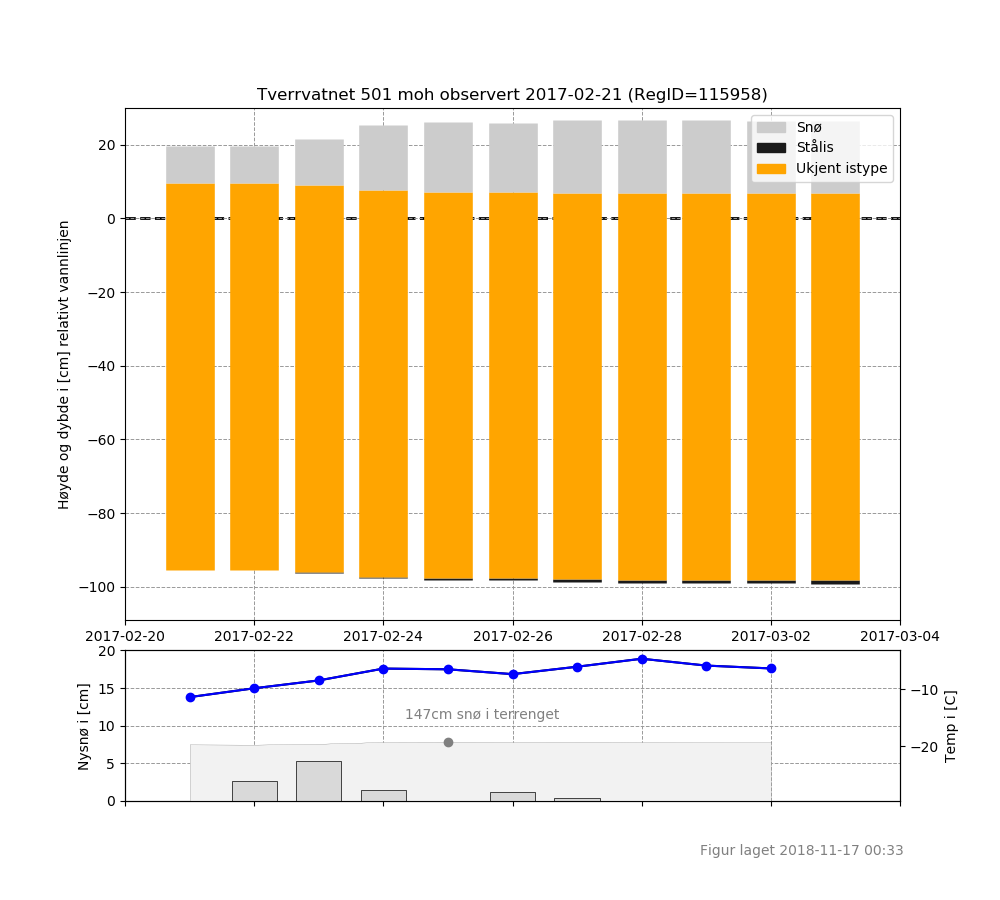 Tverrvatnet 501 moh observert 2017-02-21 (RegID=115958)
Høyde og dybde i [cm] relativt vannlinjen
20
0
−20
−40
−60
−80
−100
Snø
Stålis
Ukjent istype
2017-02-20 2017-02-22 2017-02-24 2017-02-26 2017-02-28 2017-03-02 2017-03-04
Nysnø i [cm]
20
15
10
5
0
147cm snø i terrenget
−10
−20
Temp i [C]
Figur laget 2018-11-17 00:33